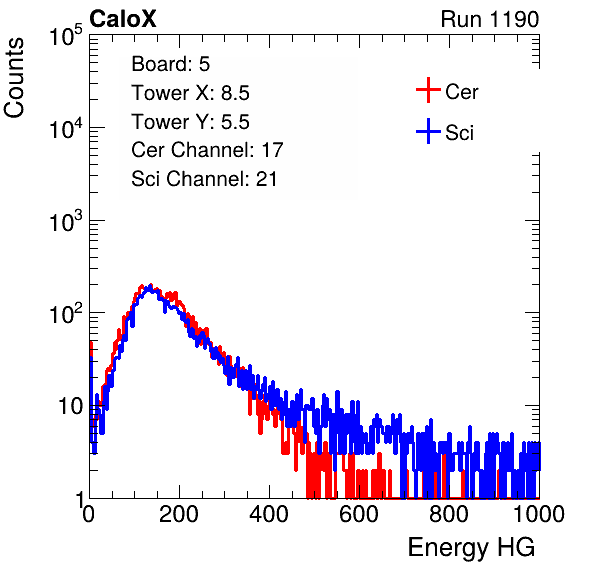 CaloX Run 1190
Board: 5
Tower X: 8.5
Tower Y: 5.5
Cer Channel: 17
Sci Channel: 21
Cer
Sci
Counts
10^5
10^4
10^3
10^2
10
1
0 200 400 600 800 1000
Energy HG